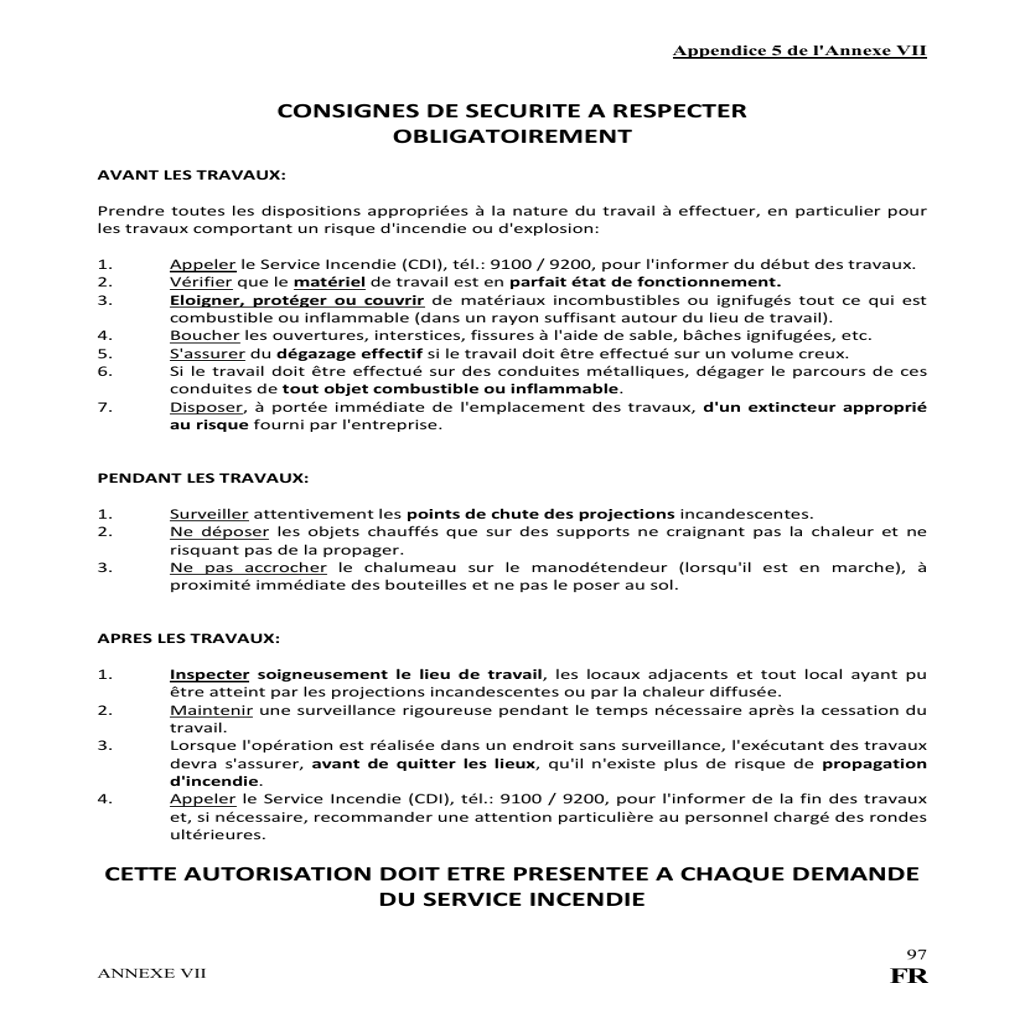 Appendice 5 de l'Annexe VII
CONSIGNES DE SECURITE A RESPECTER
OBLIGATOIREMENT
AVANT LES TRAVAUX:
Prendre toutes les dispositions appropriées à la nature du travail à effectuer, en particulier pour
les travaux comportant un risque d'incendie ou d'explosion:
1. Appeler le Service Incendie (CDI), tél.: 9100 / 9200, pour l'informer du début des travaux.
2. Vérifier que le matériel de travail est en parfait état de fonctionnement.
3. Eloigner, protéger ou couvrir de matériaux incombustibles ou ignifugés tout ce qui est
combustible ou inflammable (dans un rayon suffisant autour du lieu de travail).
4. Boucher les ouvertures, interstices, fissures à l'aide de sable, bâches ignifugées, etc.
5. S'assurer du dégazage effectif si le travail doit être effectué sur un volume creux.
6. Si le travail doit être effectué sur des conduites métalliques, dégager le parcours de ces
conduites de tout objet combustible ou inflammable.
7. Disposer, à portée immédiate de l'emplacement des travaux, d'un extincteur approprié
au risque fourni par l'entreprise.
PENDANT LES TRAVAUX:
1. Surveiller attentivement les points de chute des projections incandescentes.
2. Ne déposer les objets chauffés que sur des supports ne craignant pas la chaleur et ne
risquant pas de la propager.
3. Ne pas accrocher le chalumeau sur le manodétendeur (lorsqu'il est en marche), à
proximité immédiate des bouteilles et ne pas le poser au sol.
APRES LES TRAVAUX:
1. Inspecter soigneusement le lieu de travail, les locaux adjacents et tout local ayant pu
être atteint par les projections incandescentes ou par la chaleur diffusée.
2. Maintenir une surveillance rigoureuse pendant le temps nécessaire après la cessation du
travail.
3. Lorsque l'opération est réalisée dans un endroit sans surveillance, l'exécutant des travaux
devra s'assurer, avant de quitter les lieux, qu'il n'existe plus de risque de propagation
d'incendie.
4. Appeler le Service Incendie (CDI), tél.: 9100 / 9200, pour l'informer de la fin des travaux
et, si nécessaire, recommander une attention particulière au personnel chargé des rondes
ultérieures.
CETTE AUTORISATION DOIT ETRE PRESENTEE A CHAQUE DEMANDE
DU SERVICE INCENDIE
97
ANNEXE VII
FR